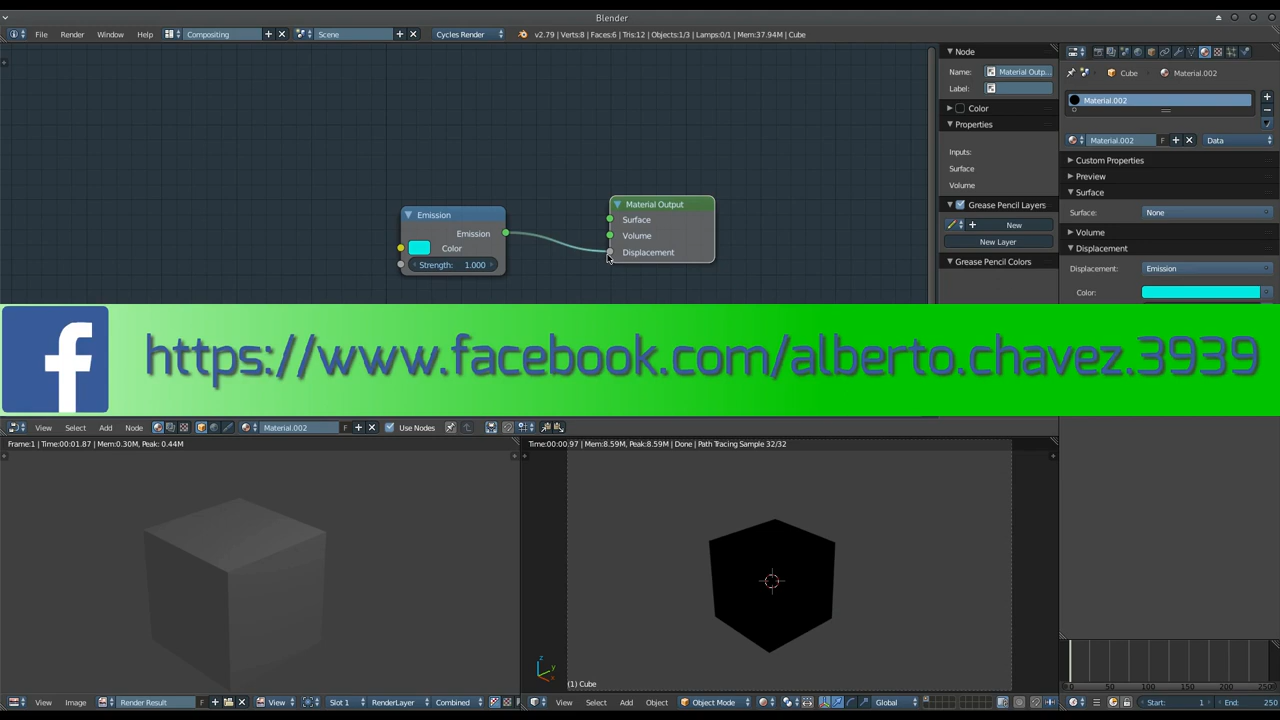 Blender
File Render Window Help Compositing Scene Cycles Render v2.79 | Verts:8 | Faces:6 | Tris:12 | Objects:1/3 | Lamps:0/1 | Mem:37.94M | Cube
Node
Name: Material Outp...
Label:
Color
Properties
Inputs:
Surface
Volume
Grease Pencil Layers
New
New Layer
Grease Pencil Colors
Cube Material.002
Material.002
Material.002 F Data
Custom Properties
Preview
Surface
Surface: None
Volume
Displacement
Displacement: Emission
Color:
Emission
Emission
Color
Strength: 1.000
Material Output
Surface
Volume
Displacement
f https://www.facebook.com/alberto.chavez.3939
View Select Add Node Material.002 F Use Nodes
Frame:1 | Time:00:01.87 | Mem:0.30M, Peak: 0.44M
Time:00:00.97 | Mem:8.59M, Peak:8.59M | Done | Path Tracing Sample 32/32
z
y
x
(1) Cube
0 50 100 150 200 250
View Image Render Result F View Slot 1 RenderLayer Combined
View Select Add Object Object Mode Global
Start: 1 End: 250